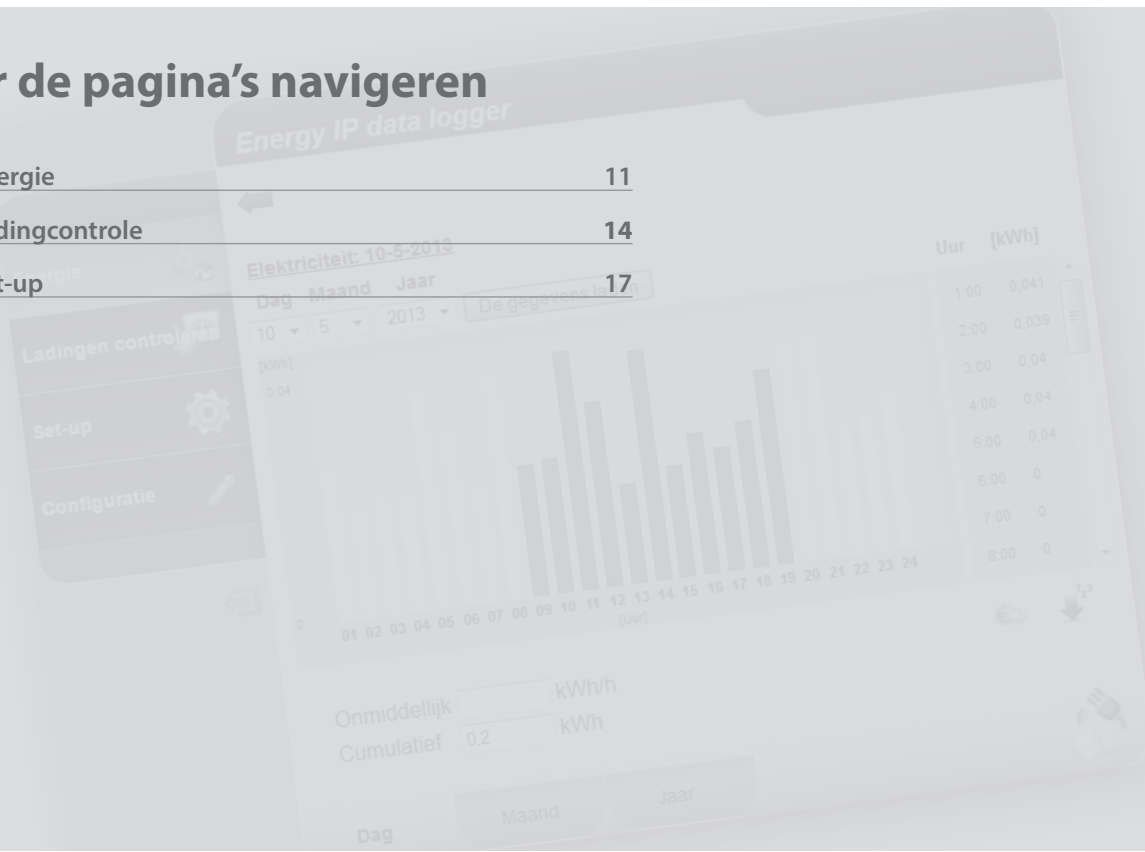 r de pagina's navigeren
ergie 11
dingcontrole 14
t-up 17
Energy IP data logger
Ladingen controleren
Set-up
Configuratie
Elektriciteit: 10-5-2013
Dag Maand Jaar
10 5 2013 De gegevens laden
[kWh]
0,04
0
01 02 03 04 05 06 07 08 09 10 11 12 13 14 15 16 17 18 19 20 21 22 23 24
[Uur]
Uur [kWh]
1:00 0,041
2:00 0,039
3:00 0,04
4:00 0,04
5:00 0,04
6:00 0
7:00 0
8:00 0
Onmiddellijk kWh/h
Cumulatief 0,2 kWh
Dag Maand Jaar